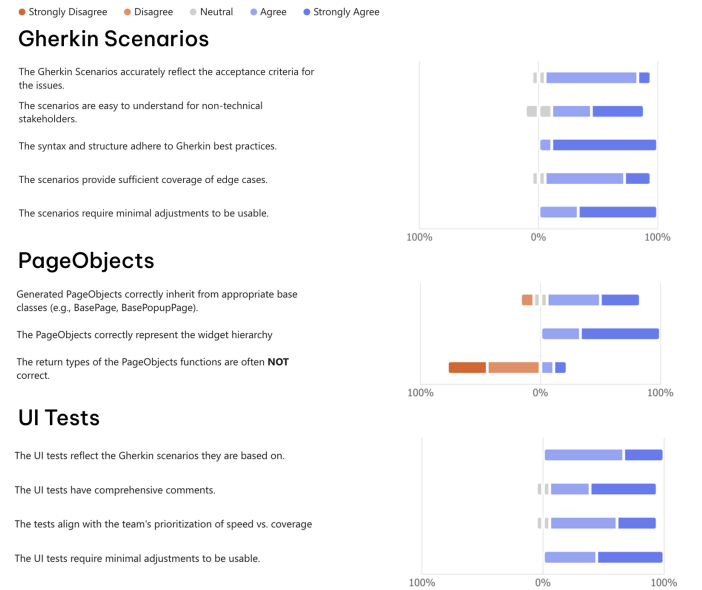 Strongly Disagree Disagree Neutral Agree Strongly Agree
Gherkin Scenarios
The Gherkin Scenarios accurately reflect the acceptance criteria for
the issues.
The scenarios are easy to understand for non-technical
stakeholders.
The syntax and structure adhere to Gherkin best practices.
The scenarios provide sufficient coverage of edge cases.
The scenarios require minimal adjustments to be usable.
100% 0% 100%
PageObjects
Generated PageObjects correctly inherit from appropriate base
classes (e.g., BasePage, BasePopupPage).
The PageObjects correctly represent the widget hierarchy
The return types of the PageObjects functions are often NOT
correct.
100% 0% 100%
UI Tests
The UI tests reflect the Gherkin scenarios they are based on.
The UI tests have comprehensive comments.
The tests align with the team's prioritization of speed vs. coverage
The UI tests require minimal adjustments to be usable.
100% 0% 100%